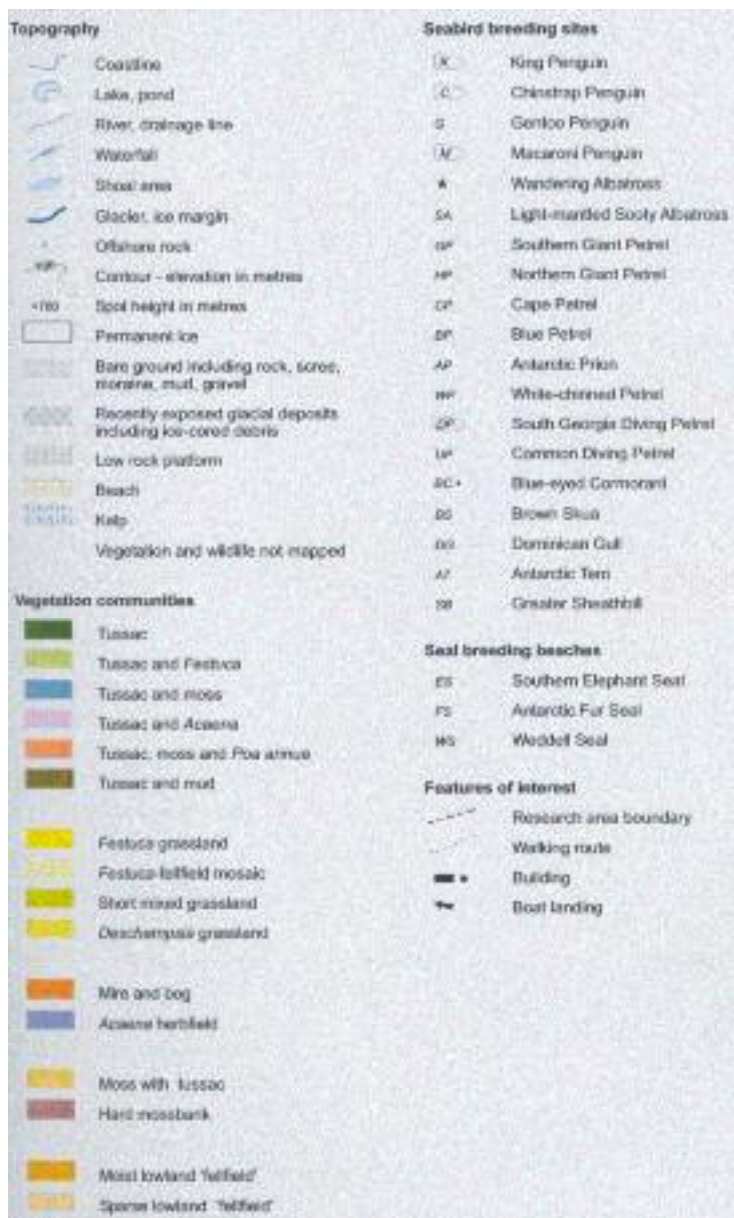 Topography
Coastline
Lake, pond
River, drainage line
Waterfall
Shoal area
Glacier, ice margin
Offshore rock
Contour - elevation in metres
Spot height in metres
Permanent ice
Bare ground including rock, scree,
moraine, mud, gravel
Recently exposed glacial deposits
including ice-cored debris
Low rock platform
Beach
Kelp
Vegetation and wildlife not mapped
Vegetation communities
Tussac
Tussac and Festuca
Tussac and moss
Tussac and Acaena
Tussac, moss and Poa annua
Tussac and mud
Festuca grassland
Festuca-fellfield mosaic
Short mixed grassland
Deschampsia grassland
Mire and bog
Acaena herbfield
Moss with tussac
Hard mossbank
Moist lowland 'fellfield'
Sparse lowland 'fellfield'
Seabird breeding sites
K King Penguin
C Chinstrap Penguin
G Gentoo Penguin
M Macaroni Penguin
Wandering Albatross
SA Light-mantled Sooty Albatross
Southern Giant Petrel
Northern Giant Petrel
CP Cape Petrel
BP Blue Petrel
AP Antarctic Prion
WP White-chinned Petrel
DP South Georgia Diving Petrel
Common Diving Petrel
BC Blue-eyed Cormorant
BS Brown Skua
DG Dominican Gull
AT Antarctic Tern
SB Greater Sheathbill
Seal breeding beaches
ES Southern Elephant Seal
FS Antarctic Fur Seal
WS Weddell Seal
Features of interest
Research area boundary
Walking route
Building
Boat landing